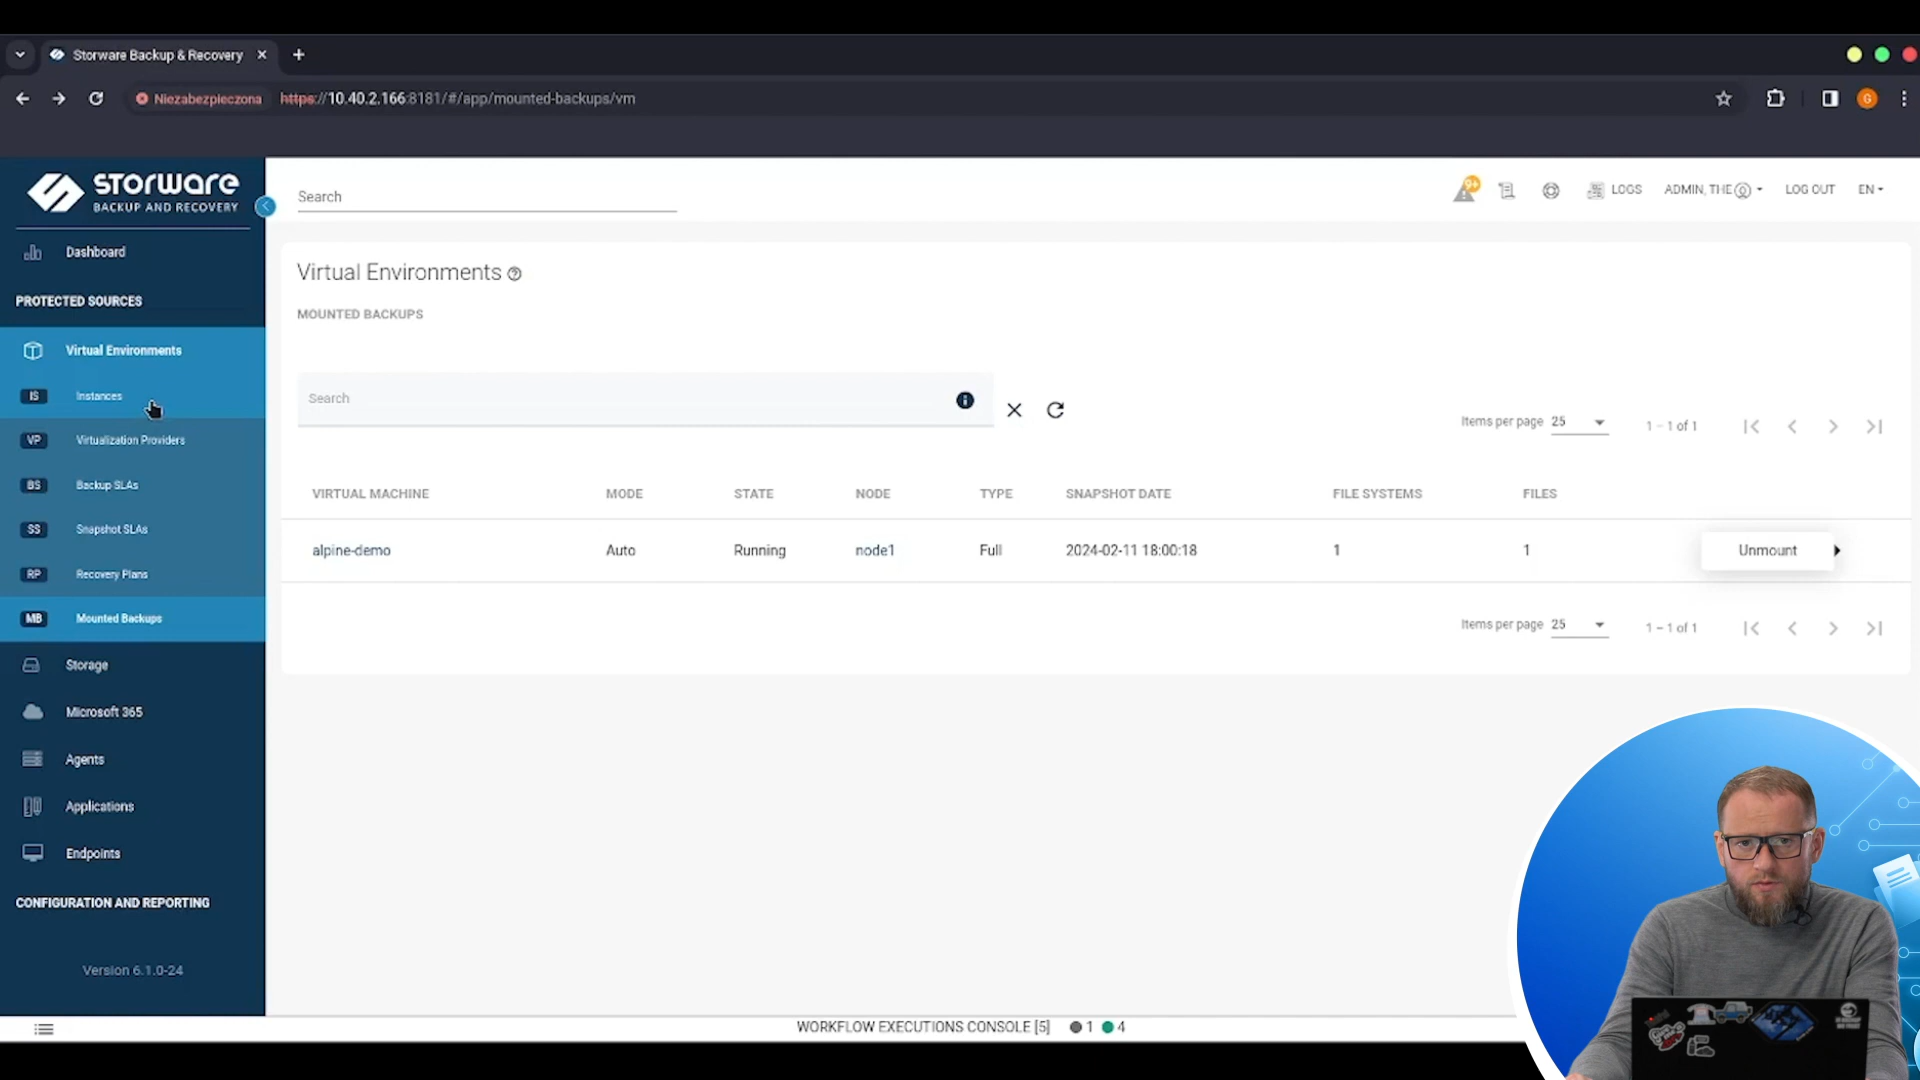 Storware Backup & Recovery
Niezabezpieczona https://10.40.2.166:8181/#/app/mounted-backups/vm
G
STORWARE
BACKUP AND RECOVERY
Search
9+
LOGS ADMIN, THE LOG OUT EN
Dashboard
PROTECTED SOURCES
Virtual Environments
IS Instances
VP Virtualization Providers
BS Backup SLAs
SS Snapshot SLAs
RP Recovery Plans
MB Mounted Backups
Storage
Microsoft 365
Agents
Applications
Endpoints
CONFIGURATION AND REPORTING
Version 6.1.0-24
Virtual Environments
MOUNTED BACKUPS
Search
Items per page 25 1 – 1 of 1
VIRTUAL MACHINE MODE STATE NODE TYPE SNAPSHOT DATE FILE SYSTEMS FILES
alpine-demo Auto Running node1 Full 2024-02-11 18:00:18 1 1 Unmount
Items per page 25 1 – 1 of 1
WORKFLOW EXECUTIONS CONSOLE [5] 1 4